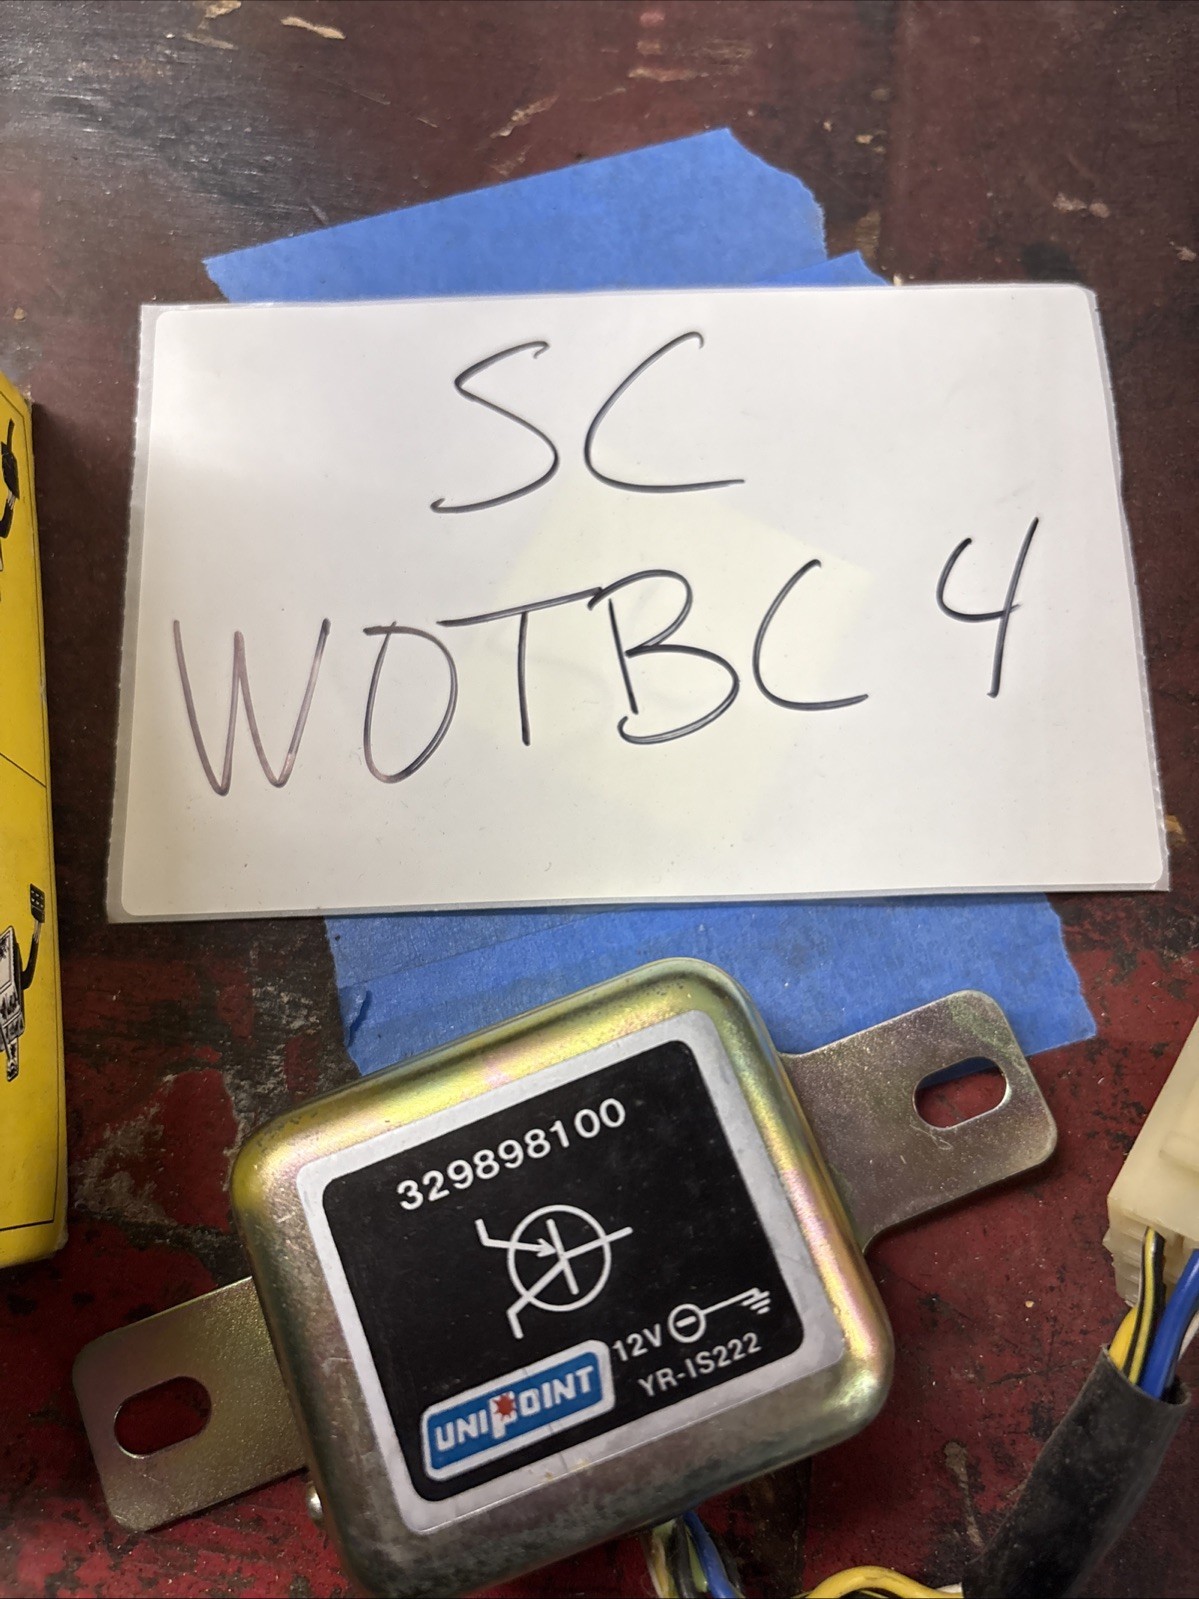 SC
WOTBC 4
329898100
12V
YR-IS222
UNIPOINT